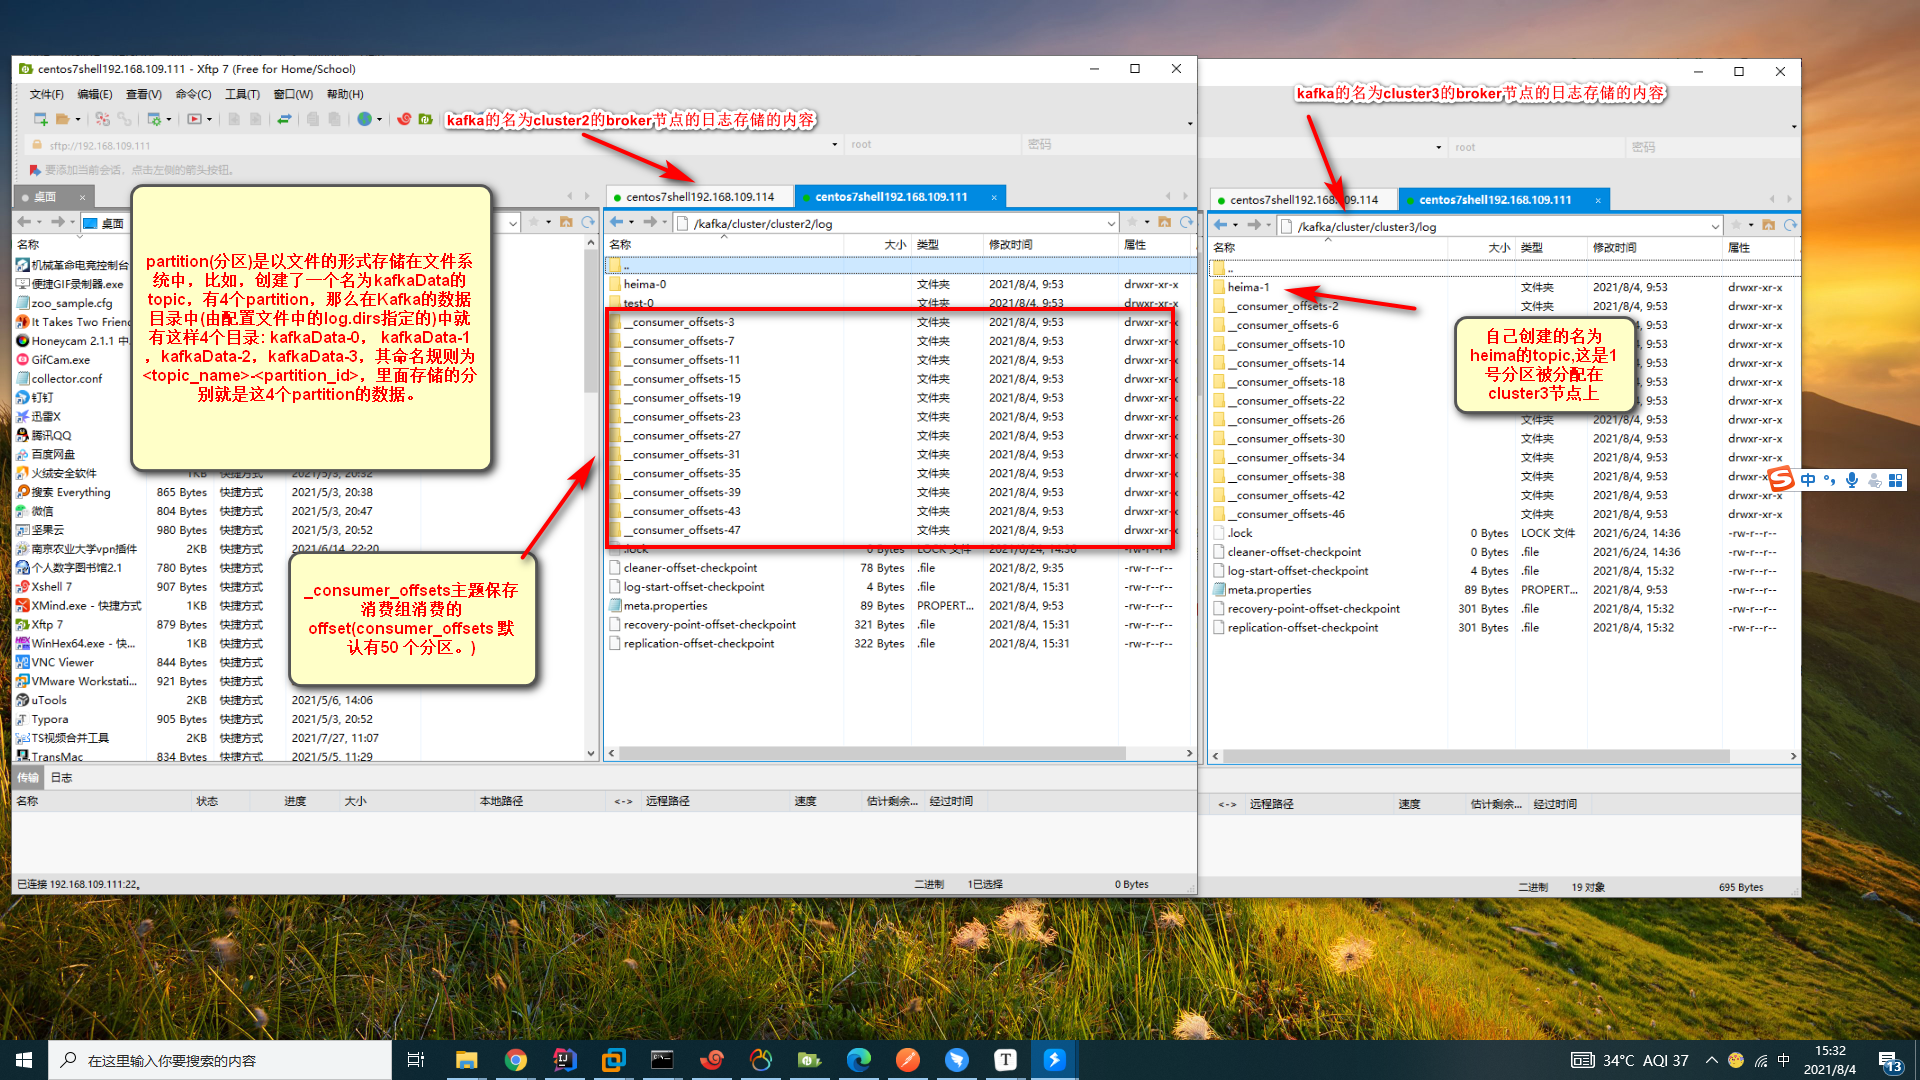 centos7shell192.168.109.111 - Xftp 7 (Free for Home/School)
文件(F) 编辑(E) 查看(V) 命令(C) 工具(T) 窗口(W) 帮助(H)
kafka的名为cluster2的broker节点的日志存储的内容
kafka的名为cluster3的broker节点的日志存储的内容
sftp://192.168.109.111 root 密码
root 密码
要添加当前会话，点击左侧的箭头按钮。
桌面
centos7shell192.168.109.114 centos7shell192.168.109.111
centos7shell192.168.109.114 centos7shell192.168.109.111
桌面
/kafka/cluster/cluster2/log
/kafka/cluster/cluster3/log
partition(分区)是以文件的形式存储在文件系
统中，比如，创建了一个名为kafkaData的
topic，有4个partition，那么在Kafka的数据
目录中(由配置文件中的log.dirs指定的)中就
有这样4个目录: kafkaData-0， kafkaData-1
，kafkaData-2，kafkaData-3，其命名规则为
<topic_name>-<partition_id>，里面存储的分
别就是这4个partition的数据。
_consumer_offsets主题保存
消费组消费的
offset(consumer_offsets 默
认有50 个分区。)
自己创建的名为
heima的topic,这是1
号分区被分配在
cluster3节点上
名称
机械革命电竞控制台
便捷GIF录制器.exe
zoo_sample.cfg
It Takes Two Friend
Honeycam 2.1.1 中
GifCam.exe
collector.conf
钉钉
迅雷X
腾讯QQ
百度网盘
火绒安全软件 1KB 快捷方式 2021/5/3, 20:32
搜索 Everything 865 Bytes 快捷方式 2021/5/3, 20:38
微信 804 Bytes 快捷方式 2021/5/3, 20:47
坚果云 980 Bytes 快捷方式 2021/5/3, 20:52
南京农业大学vpn插件 2KB 快捷方式 2021/6/14, 22:20
个人数字图书馆2.1 780 Bytes 快捷方式
Xshell 7 907 Bytes 快捷方式
XMind.exe - 快捷方式 1KB 快捷方式
Xftp 7 879 Bytes 快捷方式
WinHex64.exe - 快... 1KB 快捷方式
VNC Viewer 844 Bytes 快捷方式
VMware Workstati... 921 Bytes 快捷方式
uTools 2KB 快捷方式 2021/5/6, 14:06
Typora 905 Bytes 快捷方式 2021/5/3, 20:52
TS视频合并工具 2KB 快捷方式 2021/7/27, 11:07
TransMac 834 Bytes 快捷方式 2021/5/5, 11:29
名称 大小 类型 修改时间 属性
..
heima-0 文件夹 2021/8/4, 9:53 drwxr-xr-x
test-0 文件夹 2021/8/4, 9:53 drwxr-xr-x
__consumer_offsets-3 文件夹 2021/8/4, 9:53 drwxr-xr-x
__consumer_offsets-7 文件夹 2021/8/4, 9:53 drwxr-xr-x
__consumer_offsets-11 文件夹 2021/8/4, 9:53 drwxr-xr-x
__consumer_offsets-15 文件夹 2021/8/4, 9:53 drwxr-xr-x
__consumer_offsets-19 文件夹 2021/8/4, 9:53 drwxr-xr-x
__consumer_offsets-23 文件夹 2021/8/4, 9:53 drwxr-xr-x
__consumer_offsets-27 文件夹 2021/8/4, 9:53 drwxr-xr-x
__consumer_offsets-31 文件夹 2021/8/4, 9:53 drwxr-xr-x
__consumer_offsets-35 文件夹 2021/8/4, 9:53 drwxr-xr-x
__consumer_offsets-39 文件夹 2021/8/4, 9:53 drwxr-xr-x
__consumer_offsets-43 文件夹 2021/8/4, 9:53 drwxr-xr-x
__consumer_offsets-47 文件夹 2021/8/4, 9:53 drwxr-xr-x
.lock 0 Bytes LOCK 文件 2021/6/24, 14:36 -rw-r--r--
cleaner-offset-checkpoint 78 Bytes .file 2021/8/2, 9:35 -rw-r--r--
log-start-offset-checkpoint 4 Bytes .file 2021/8/4, 15:31 -rw-r--r--
meta.properties 89 Bytes PROPERT... 2021/8/4, 9:53 -rw-r--r--
recovery-point-offset-checkpoint 321 Bytes .file 2021/8/4, 15:31 -rw-r--r--
replication-offset-checkpoint 322 Bytes .file 2021/8/4, 15:31 -rw-r--r--
名称 大小 类型 修改时间 属性
..
heima-1 文件夹 2021/8/4, 9:53 drwxr-xr-x
__consumer_offsets-2 文件夹 2021/8/4, 9:53 drwxr-xr-x
__consumer_offsets-6 4, 9:53 drwxr-xr-x
__consumer_offsets-10 4, 9:53 drwxr-xr-x
__consumer_offsets-14 4, 9:53 drwxr-xr-x
__consumer_offsets-18 4, 9:53 drwxr-xr-x
__consumer_offsets-22 4, 9:53 drwxr-xr-x
__consumer_offsets-26 文件夹 2021/8/4, 9:53 drwxr-xr-x
__consumer_offsets-30 文件夹 2021/8/4, 9:53 drwxr-xr-x
__consumer_offsets-34 文件夹 2021/8/4, 9:53 drwxr-xr-x
__consumer_offsets-38 文件夹 2021/8/4, 9:53 drwxr-x
__consumer_offsets-42 文件夹 2021/8/4, 9:53 drwxr-xr-x
__consumer_offsets-46 文件夹 2021/8/4, 9:53 drwxr-xr-x
.lock 0 Bytes LOCK 文件 2021/6/24, 14:36 -rw-r--r--
cleaner-offset-checkpoint 0 Bytes .file 2021/6/24, 14:36 -rw-r--r--
log-start-offset-checkpoint 4 Bytes .file 2021/8/4, 15:32 -rw-r--r--
meta.properties 89 Bytes PROPERT... 2021/8/4, 9:53 -rw-r--r--
recovery-point-offset-checkpoint 301 Bytes .file 2021/8/4, 15:32 -rw-r--r--
replication-offset-checkpoint 301 Bytes .file 2021/8/4, 15:32 -rw-r--r--
中
传输 日志
名称 状态 进度 大小 本地路径 <-> 远程路径 速度 估计剩余... 经过时间
<-> 远程路径 速度 估计剩余... 经过时间
已连接 192.168.109.111:22。 二进制 1已选择 0 Bytes
二进制 19 对象 695 Bytes
在这里输入你要搜索的内容
34°C AQI 37 中
15:32
2021/8/4
13